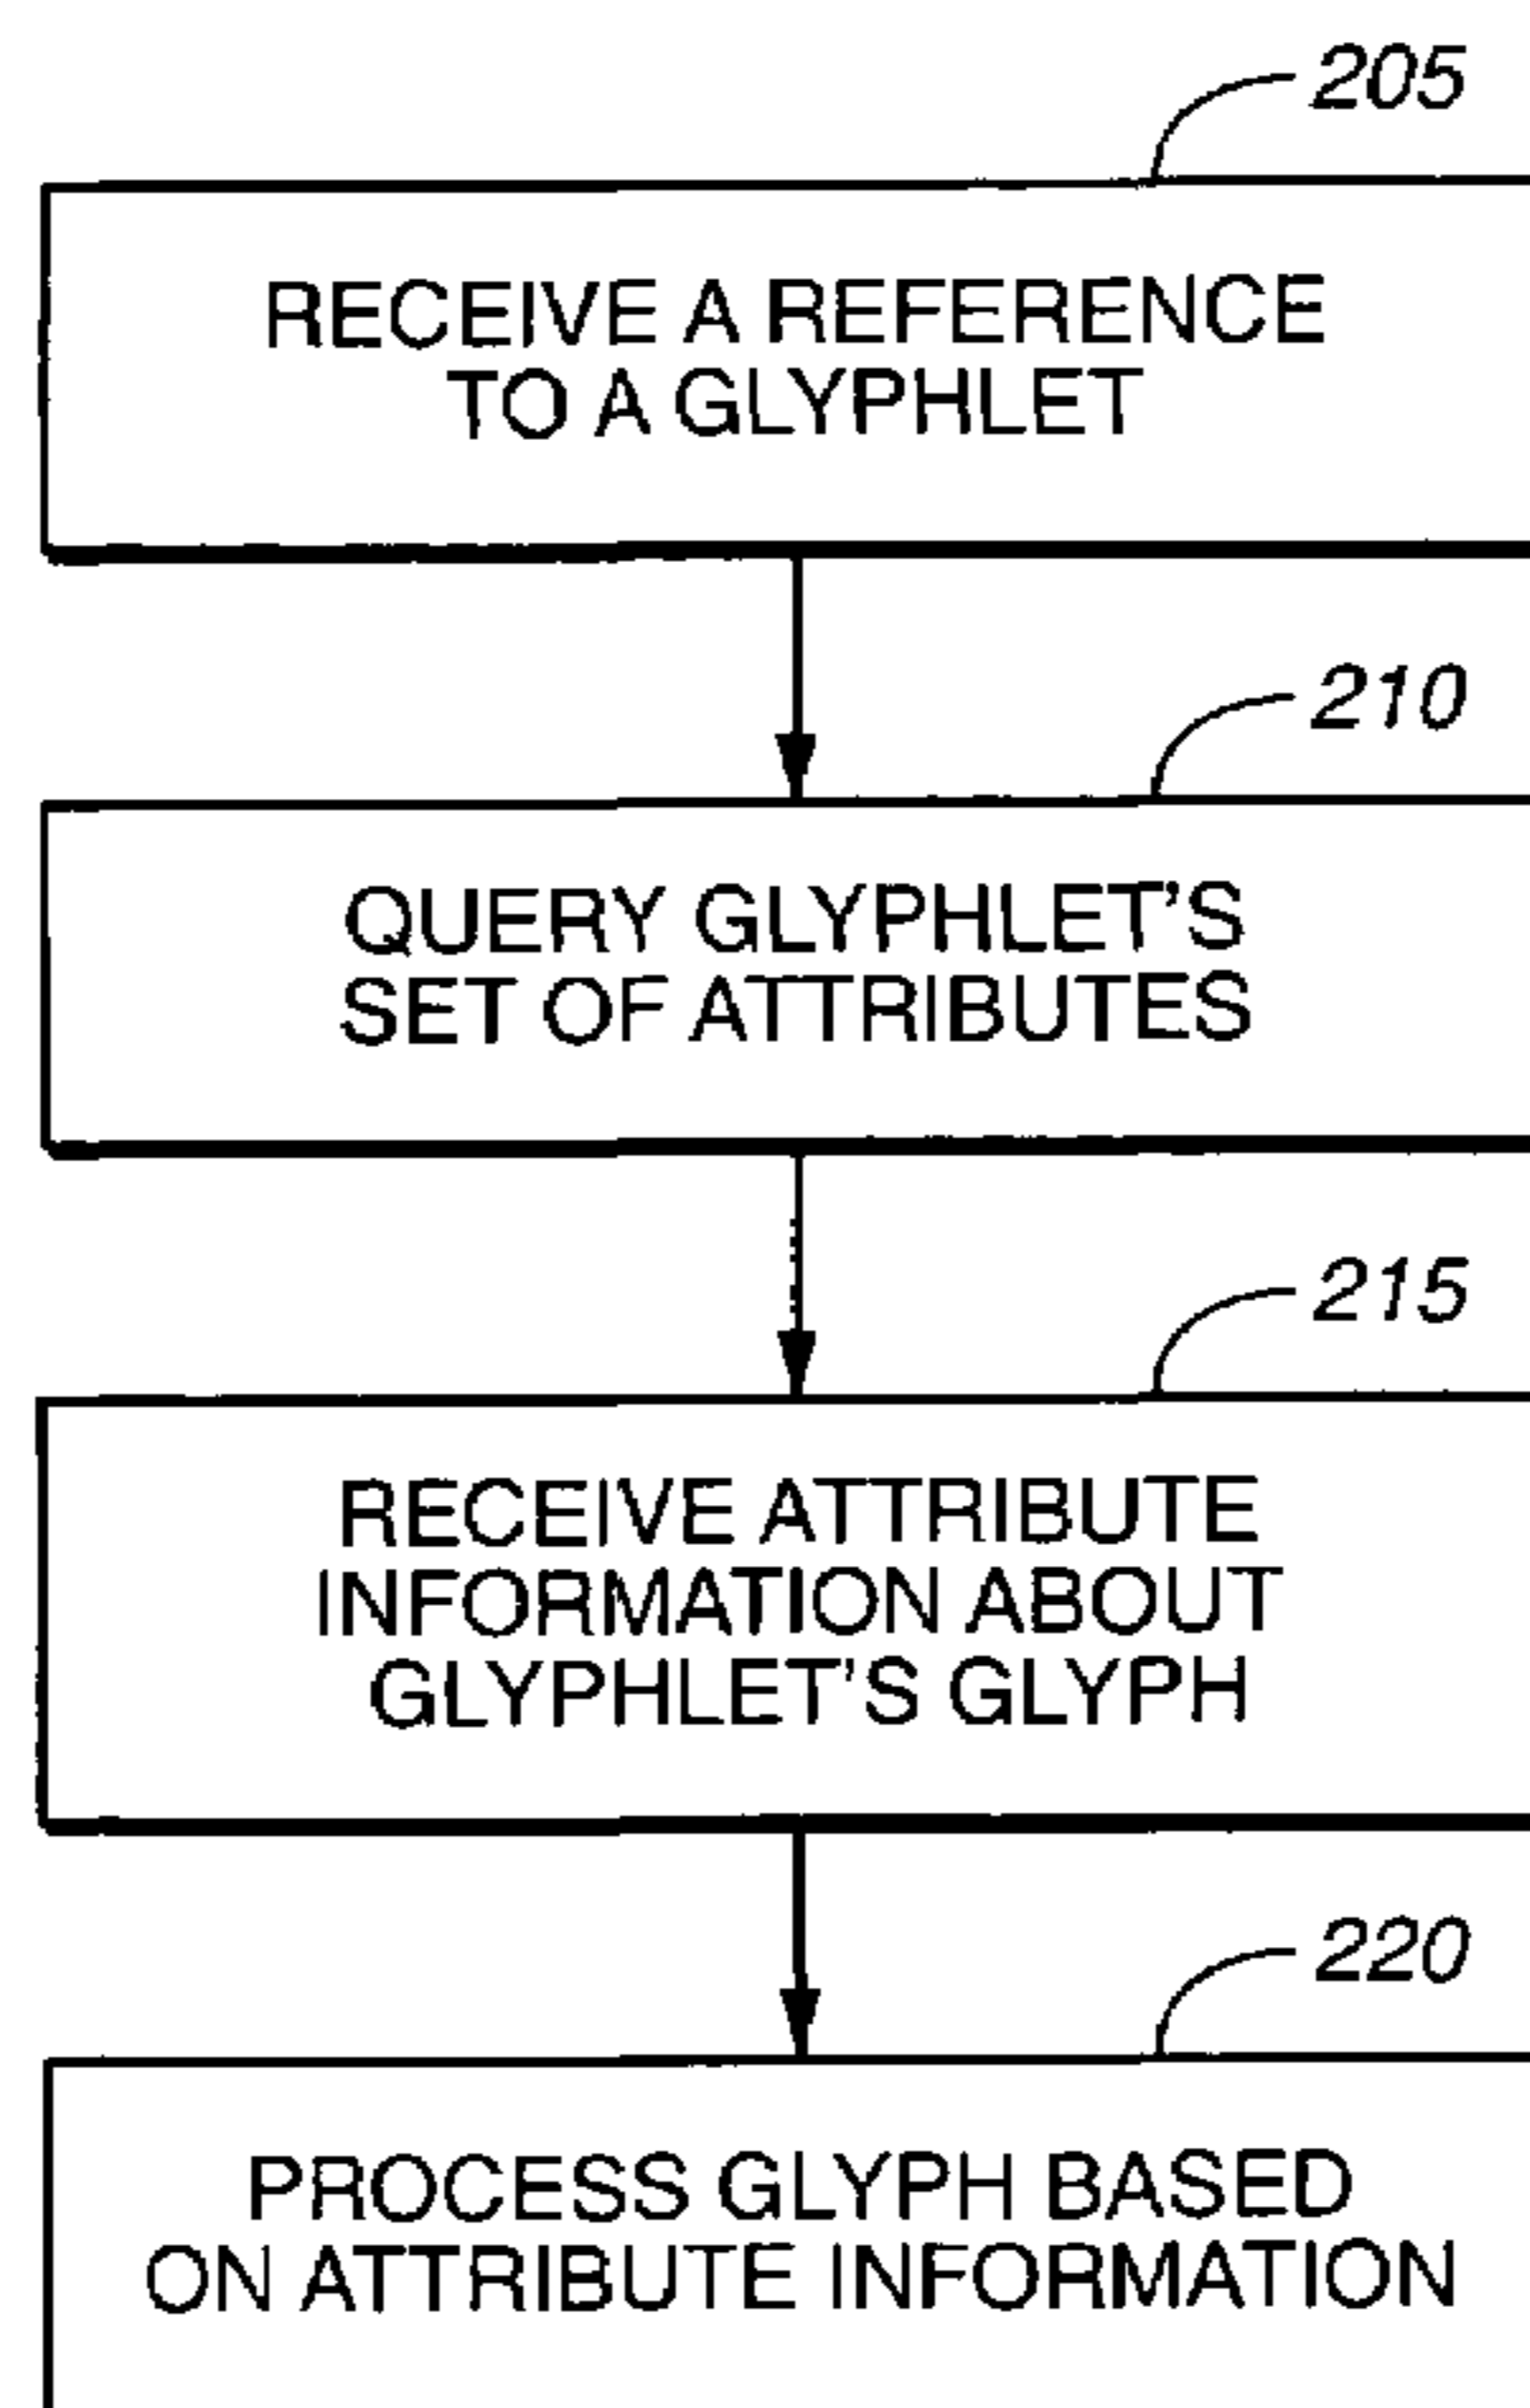 205
RECEIVE A REFERENCE
TO A GLYPHLET
210
QUERY GLYPHLET'S
SET OF ATTRIBUTES
215
RECEIVE ATTRIBUTE
INFORMATION ABOUT
GLYPHLET'S GLYPH
220
PROCESS GLYPH BASED
ON ATTRIBUTE INFORMATION